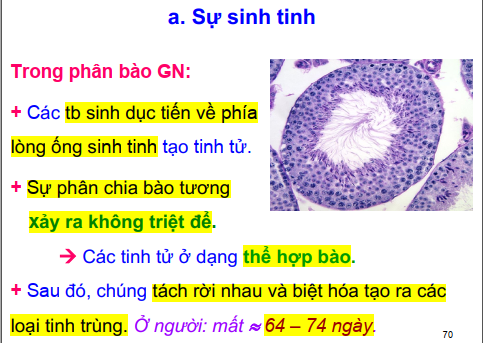 a. Sự sinh tinh
Trong phân bào GN:
+ Các tb sinh dục tiến về phía
lòng ống sinh tinh tạo tinh tử.
+ Sự phân chia bào tương
xảy ra không triệt để.
→ Các tinh tử ở dạng thể hợp bào.
+ Sau đó, chúng tách rời nhau và biệt hóa tạo ra các
loại tinh trùng. Ở người: mất ≈ 64 – 74 ngày.
70